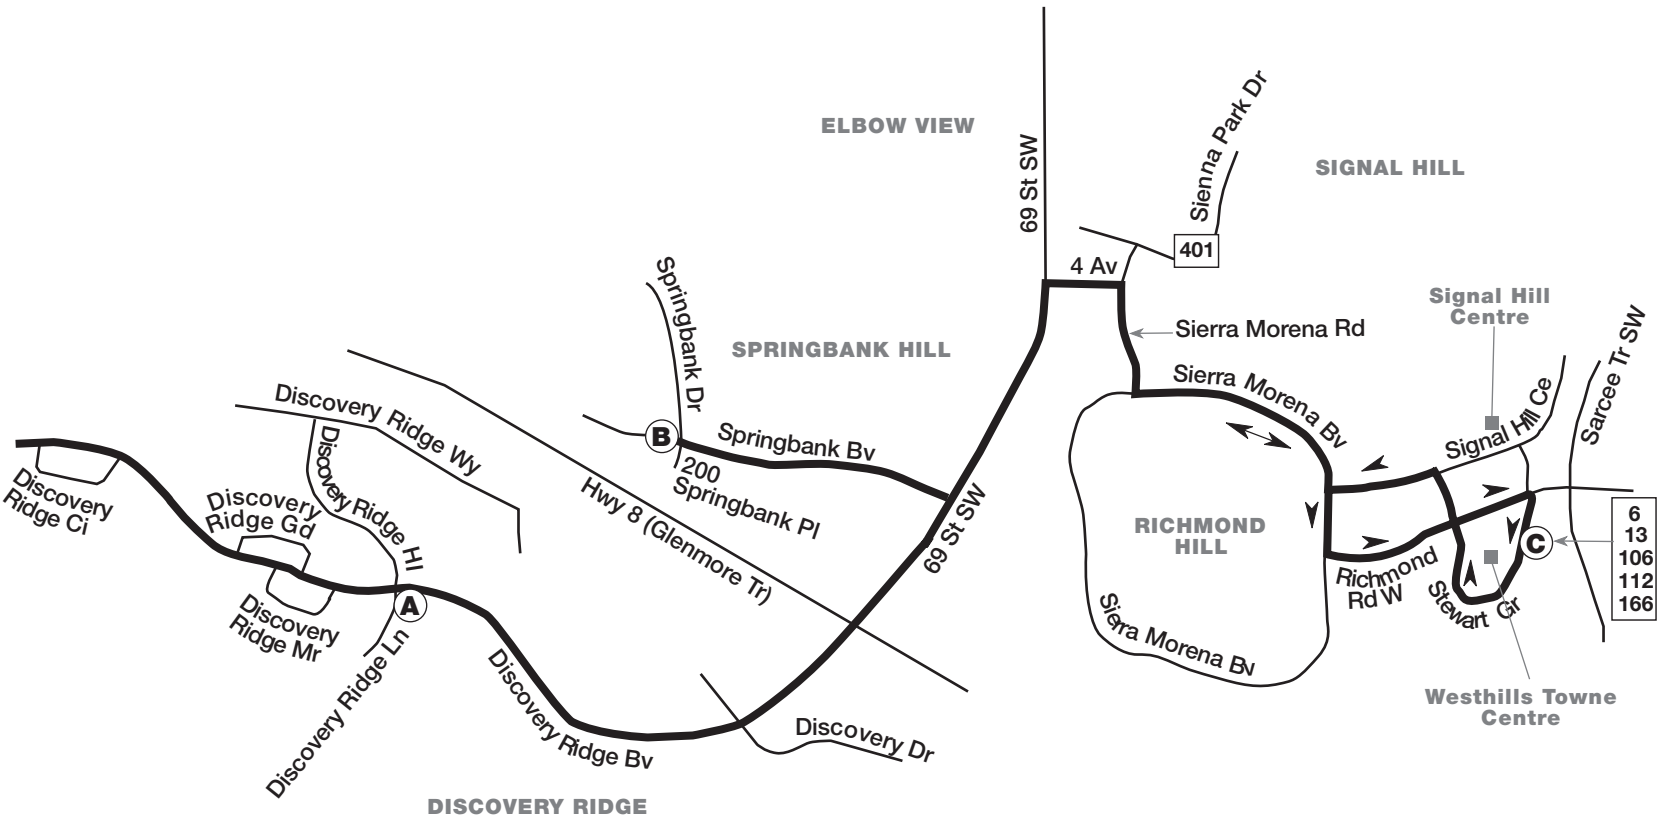 ELBOW VIEW
69 St SW
Sienna Park Dr
SIGNAL HILL
401
4 Av
Springbank Dr
Signal Hill
Centre
Sierra Morena Rd
Sarcee Tr SW
SPRINGBANK HILL
Sierra Morena Bv
Discovery Ridge Wy
Signal Hill Ce
B
Springbank Bv
Discovery Ridge Hl
200
Springbank Pl
Discovery
Ridge Ci
Discovery
Ridge Gd
Hwy 8 (Glenmore Tr)
69 St SW
RICHMOND
HILL
C
6
13
106
112
166
Richmond
Rd W
Stewart Gr
A
Discovery
Ridge Mr
Sierra Morena Bv
Discovery Ridge Ln
Discovery Ridge Bv
Westhills Towne
Centre
Discovery Dr
DISCOVERY RIDGE